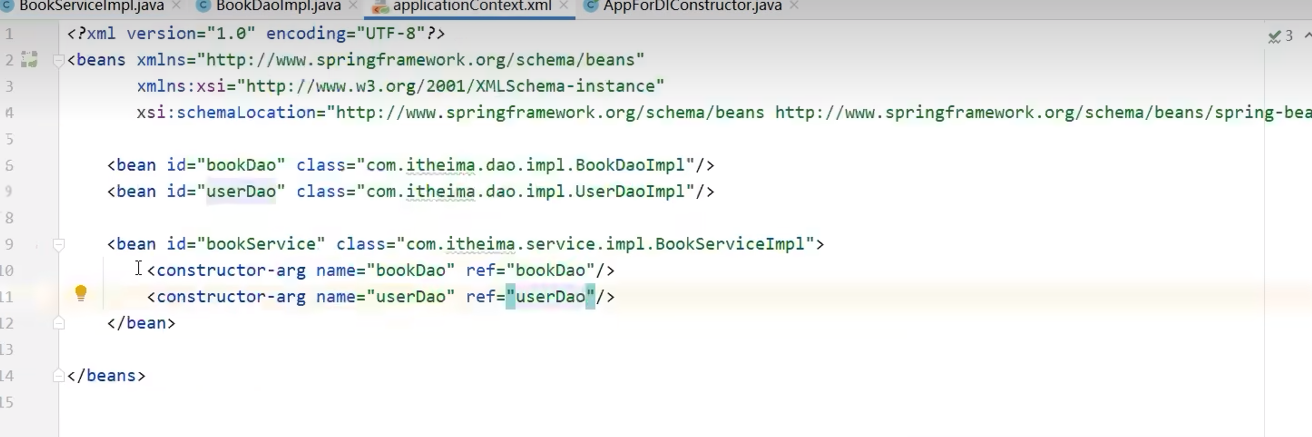 BookServiceImpl.java × BookDaoImpl.java × applicationContext.xml × AppForDIConstructor.java ×
3
1 <?xml version="1.0" encoding="UTF-8"?>
2 <beans xmlns="http://www.springframework.org/schema/beans"
3 xmlns:xsi="http://www.w3.org/2001/XMLSchema-instance"
4 xsi:schemaLocation="http://www.springframework.org/schema/beans http://www.springframework.org/schema/beans/spring-bea
5
6 <bean id="bookDao" class="com.itheima.dao.impl.BookDaoImpl"/>
9 <bean id="userDao" class="com.itheima.dao.impl.UserDaoImpl"/>
8
9 <bean id="bookService" class="com.itheima.service.impl.BookServiceImpl">
10 <constructor-arg name="bookDao" ref="bookDao"/>
11 <constructor-arg name="userDao" ref="userDao"/>
12 </bean>
13
14 </beans>
15